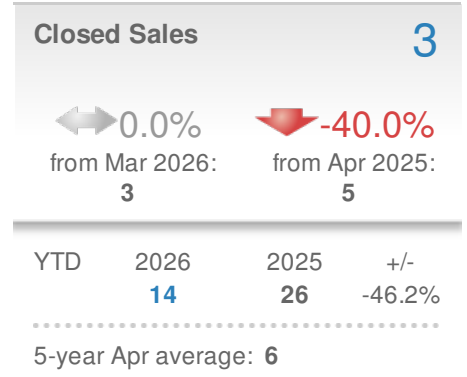 Closed Sales 3
0.0% -40.0%
from Mar 2026: from Apr 2025:
3 5
YTD 2026 2025 +/-
14 26 -46.2%
5-year Apr average: 6